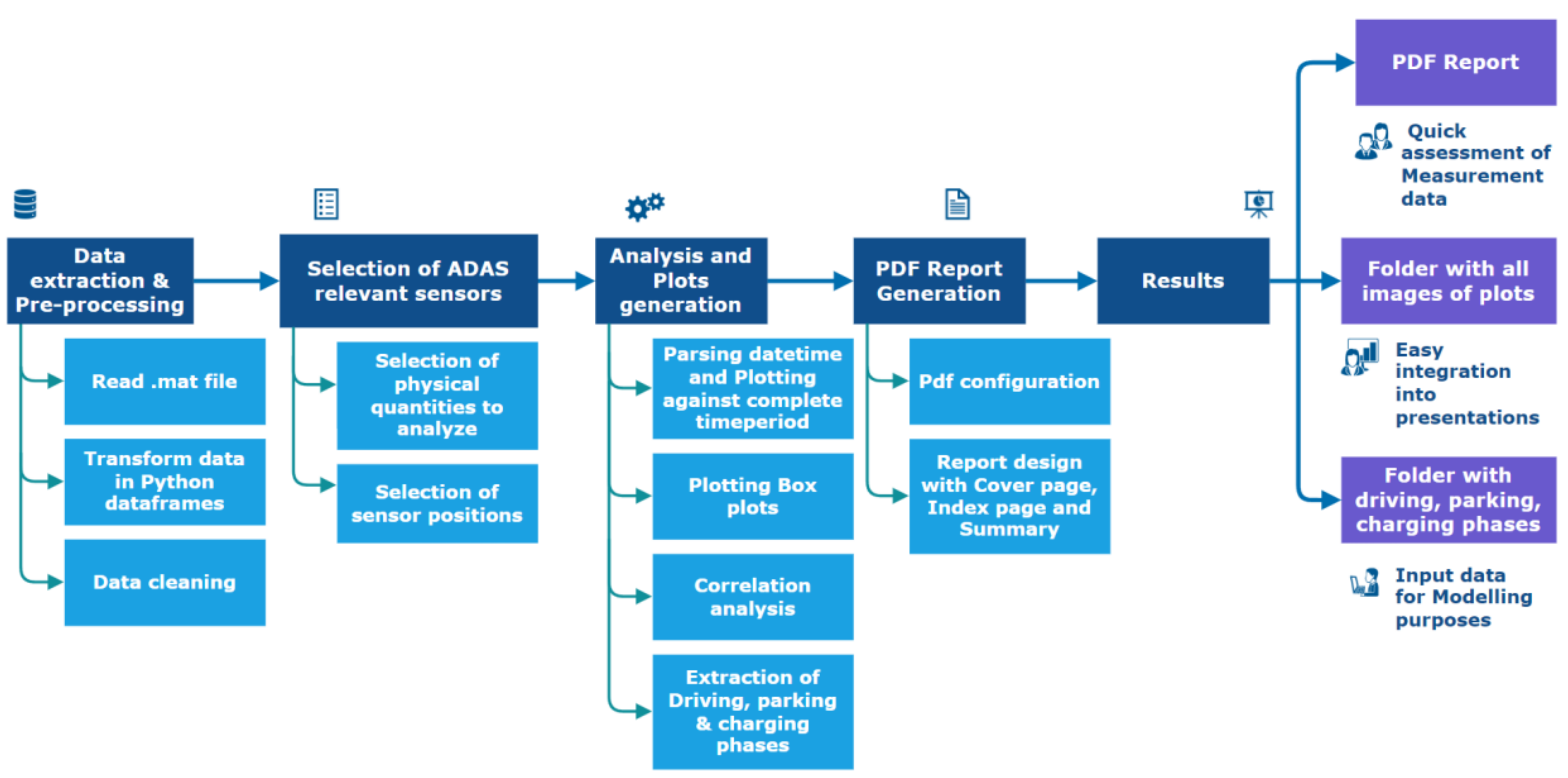 Data
extraction &
Pre-processing
Read .mat file
Transform data
in Python
dataframes
Data cleaning
Selection of ADAS
relevant sensors
Selection of
physical
quantities to
analyze
Selection of
sensor positions
Analysis and
Plots
generation
Parsing datetime
and Plotting
against complete
timeperiod
Plotting Box
plots
Correlation
analysis
Extraction of
Driving, parking
& charging
phases
PDF Report
Generation
Pdf configuration
Report design
with Cover page,
Index page and
Summary
Results
PDF Report
Quick
assessment of
Measurement
data
Folder with all
images of plots
Easy
integration
into
presentations
Folder with
driving, parking,
charging phases
Input data
for Modelling
purposes